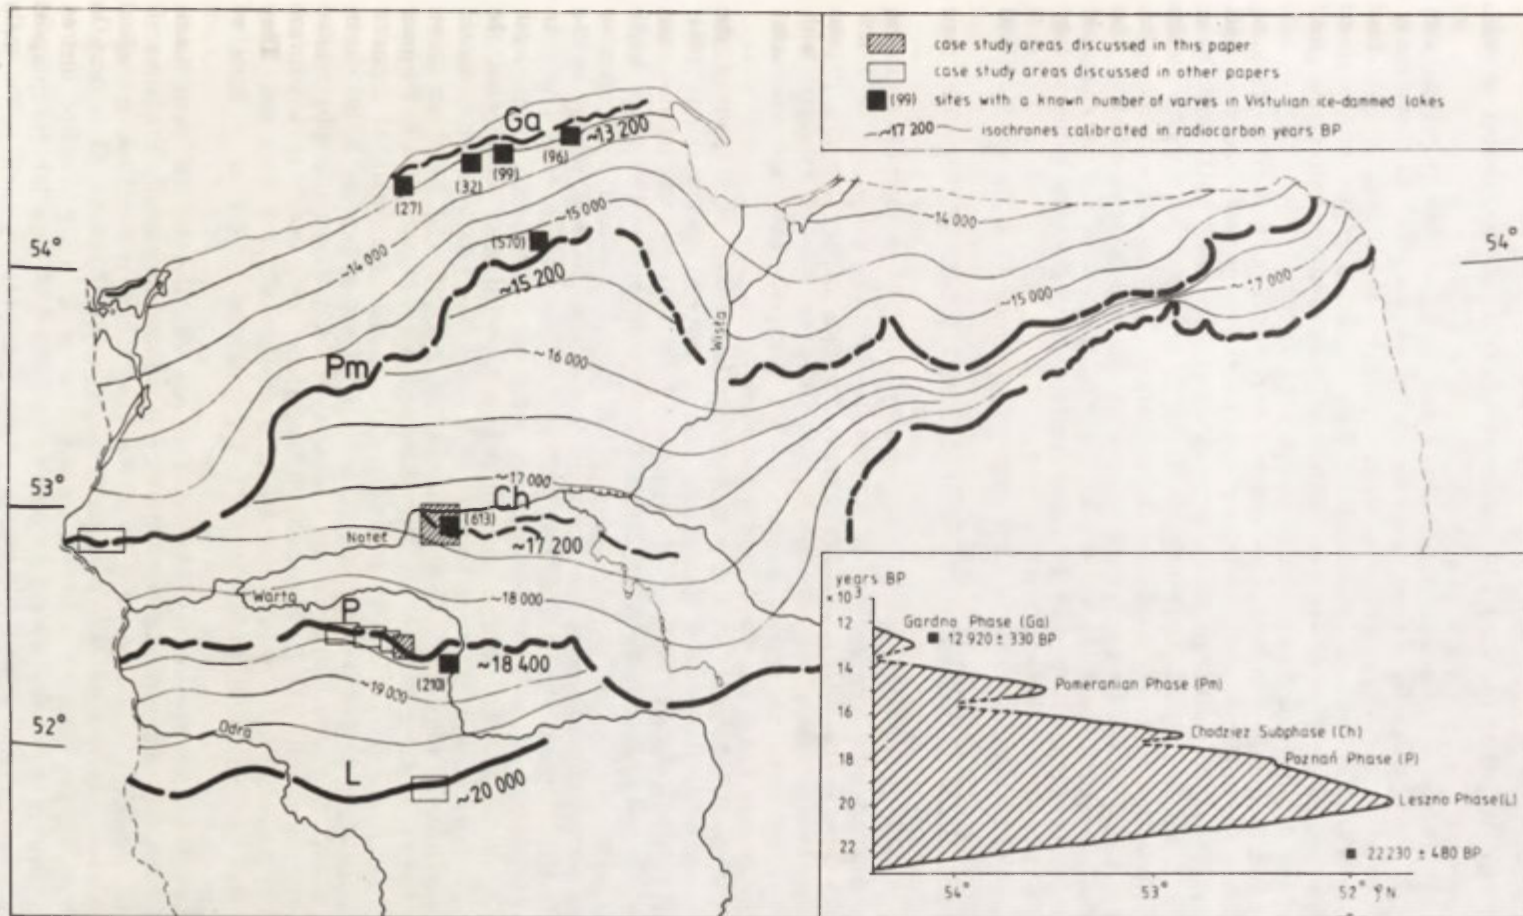 case study areas discussed in this paper
case study areas discussed in other papers
(99) sites with a known number of varves in Vistulian ice-dammed lakes
~17 200 isochrones calibrated in radiocarbon years BP
Ga
~13 200
(96)
(99)
(32)
(27)
~15 000
~14 000
54°
(570)
~14 000
54°
~15 200
~15 000
~17 000
Wisła
Pm
~16 000
53°
~17 000
Ch
(613)
Noteć
~17 200
Warta
P
~18 000
~18 400
(210)
~19 000
52°
Odra
L
~20 000
years BP
×10³
12
14
16
18
20
22
Gardno Phase (Ga)
12 920 ± 330 BP
Pomeranian Phase (Pm)
Chodzież Subphase (Ch)
Poznań Phase (P)
Leszno Phase (L)
22 230 ± 480 BP
54° 53° 52° φN